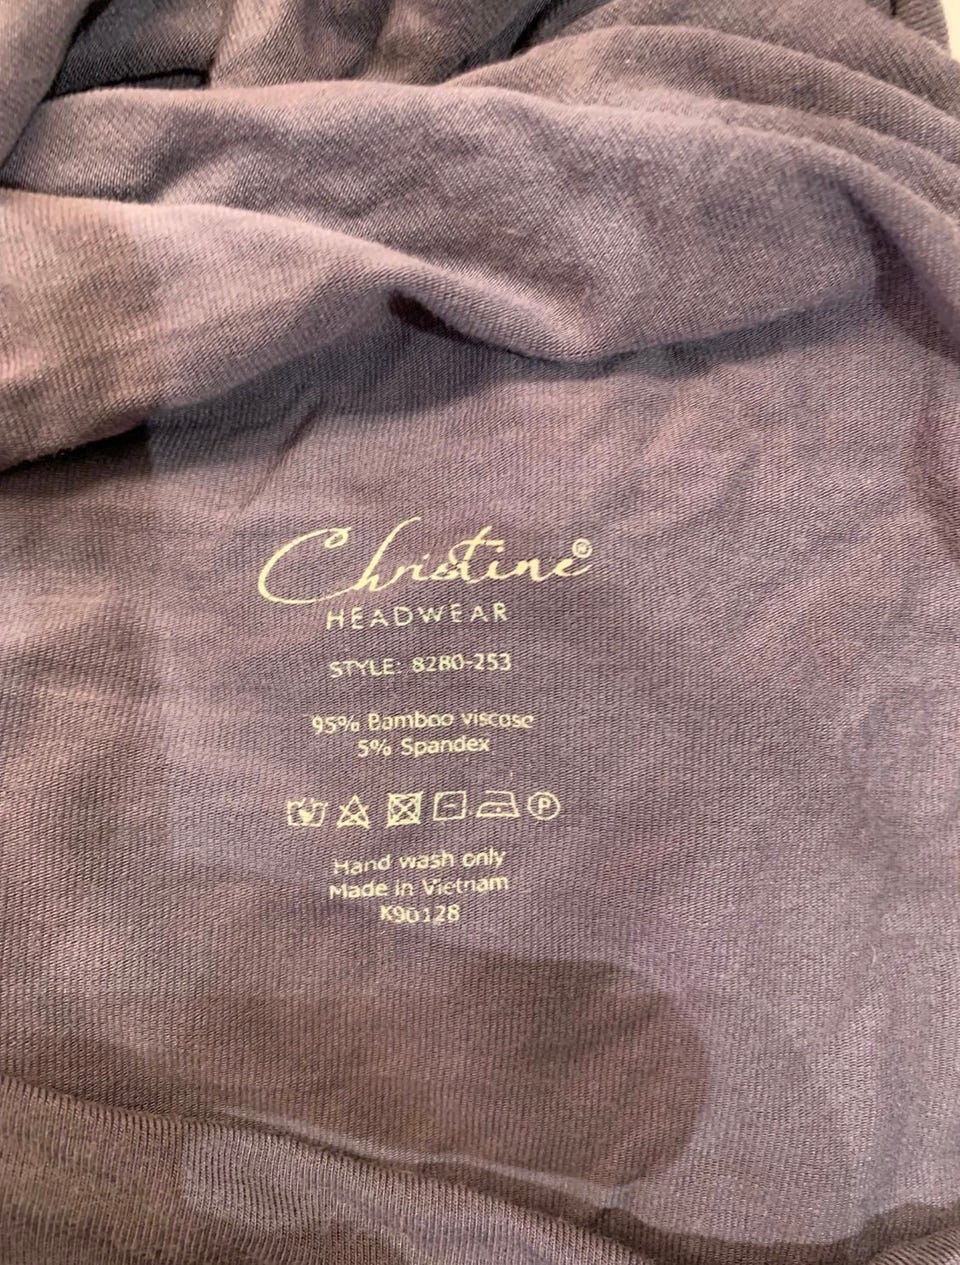 Christine®
HEADWEAR
STYLE: 8280-253
95% Bamboo viscose
5% Spandex
P
Hand wash only
Made in Vietnam
K90128